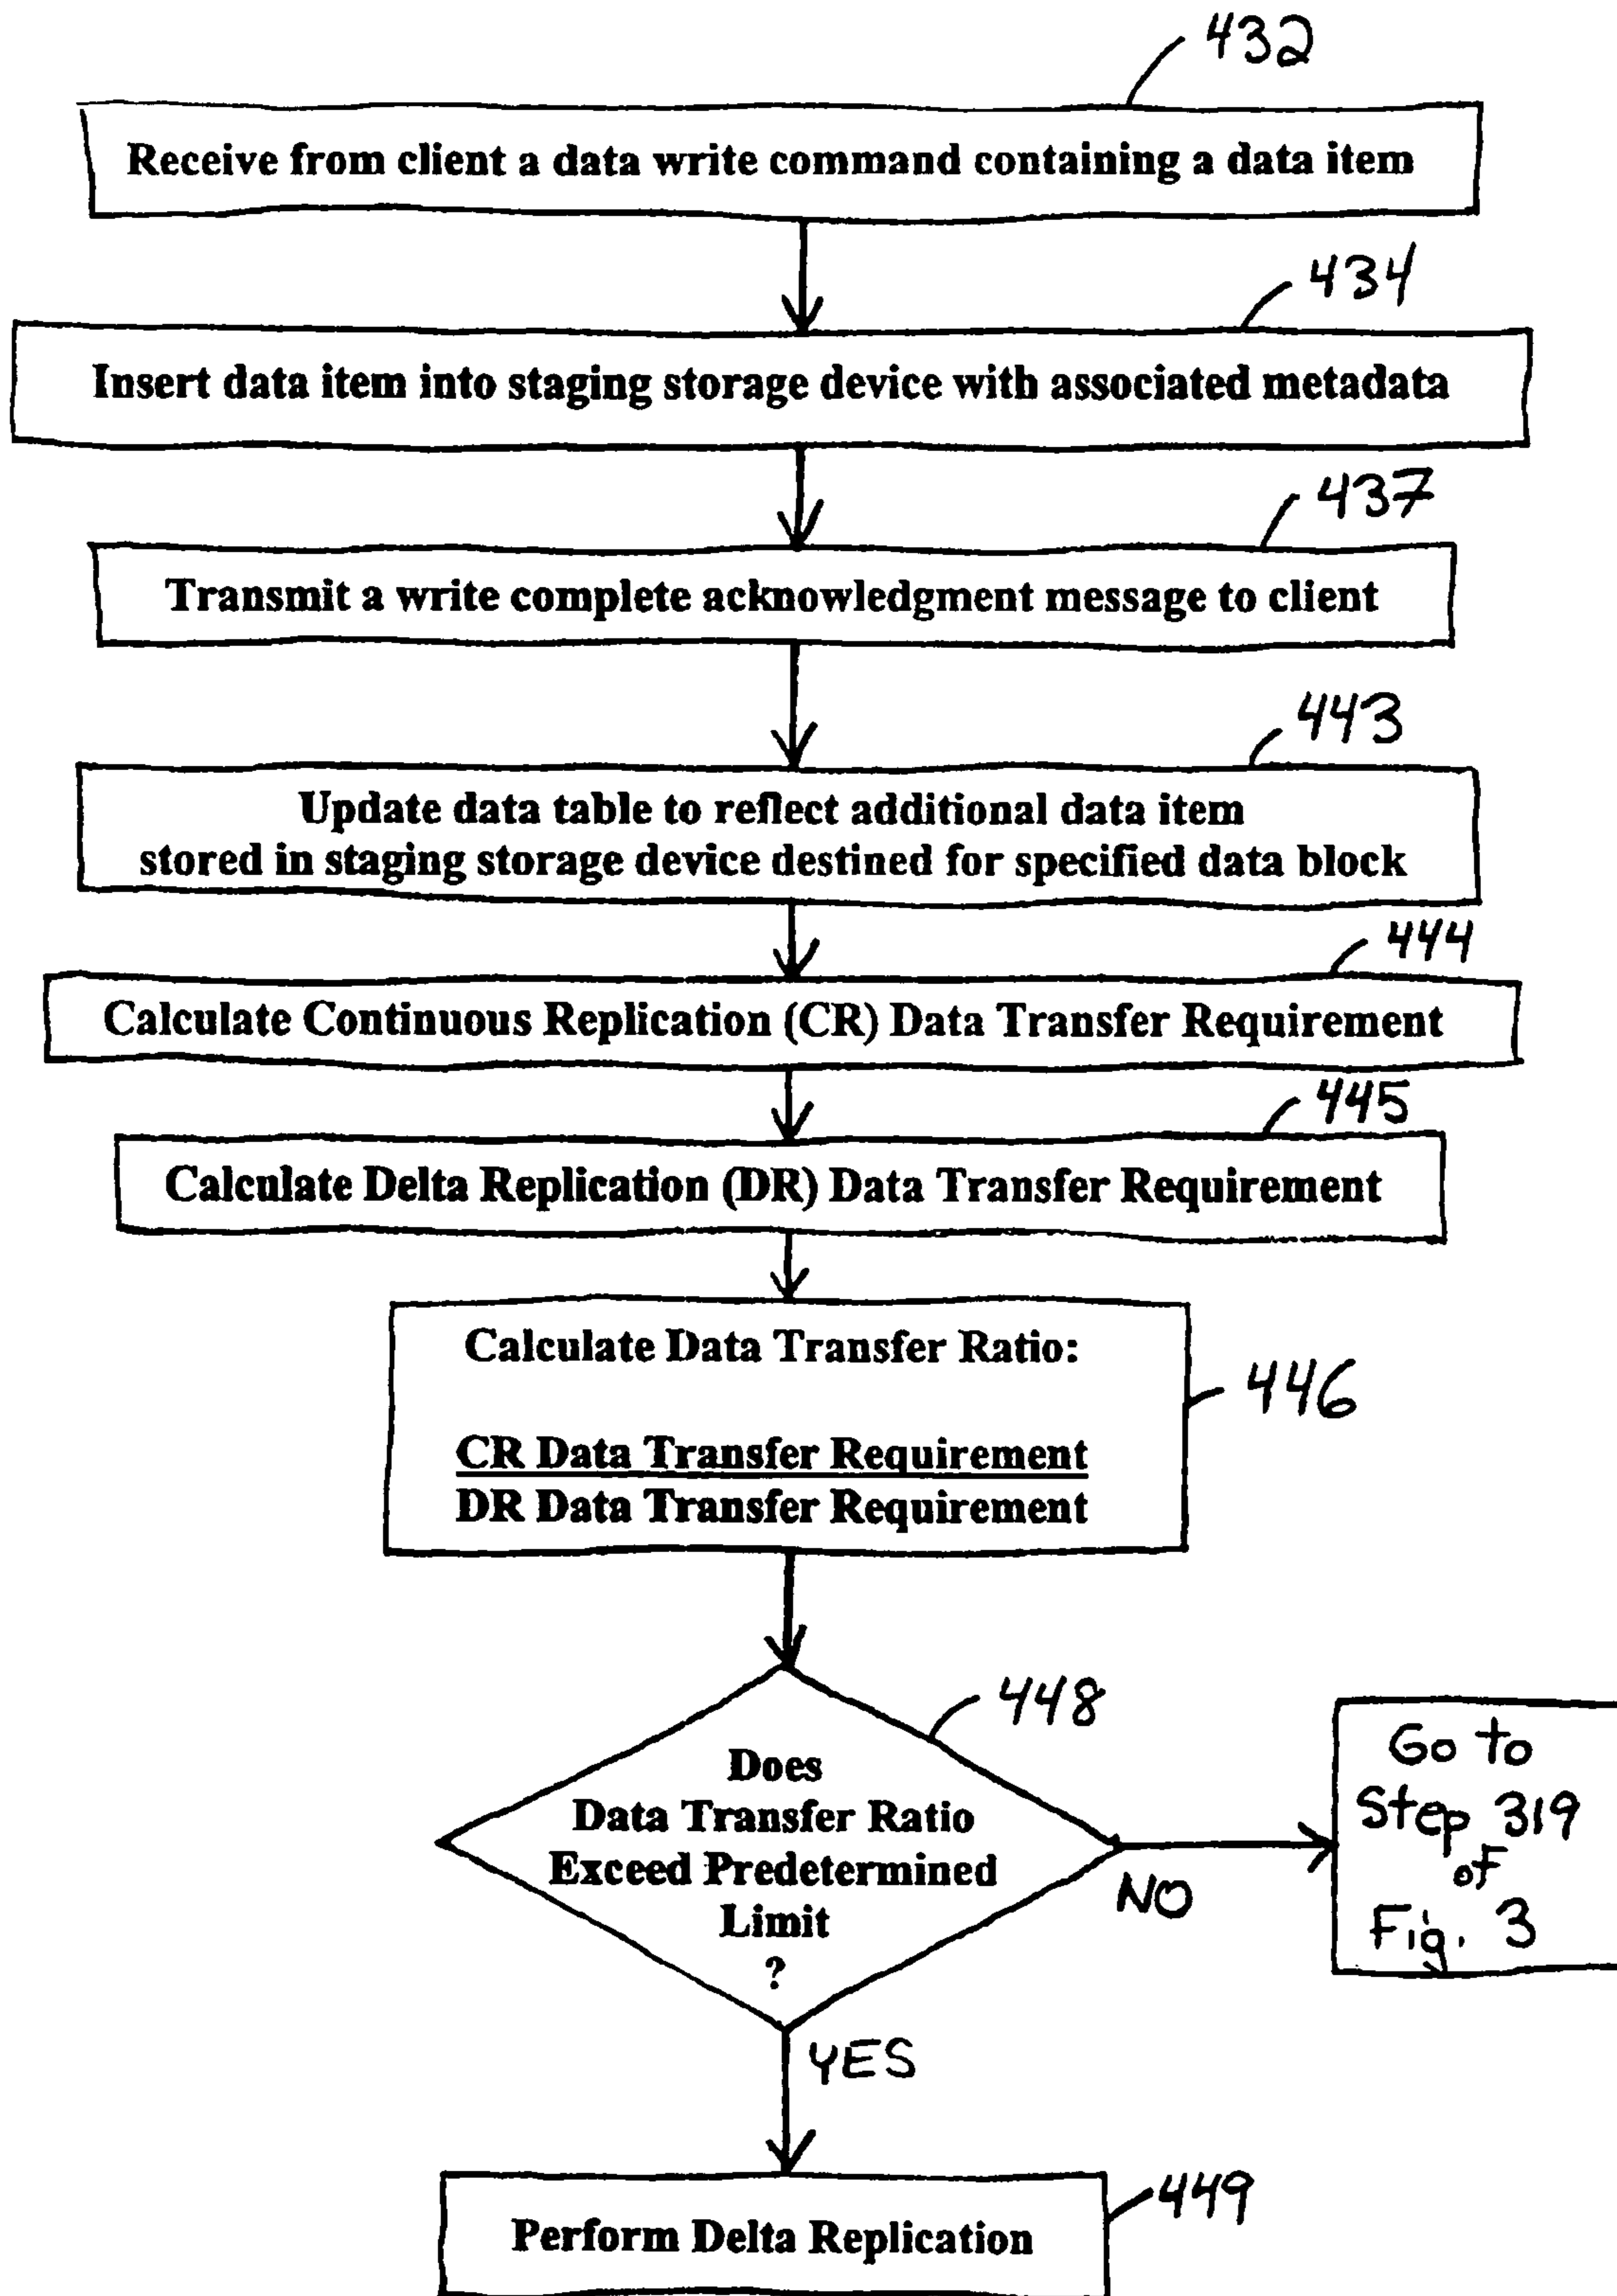 432
Receive from client a data write command containing a data item
434
Insert data item into staging storage device with associated metadata
437
Transmit a write complete acknowledgment message to client
443
Update data table to reflect additional data item
stored in staging storage device destined for specified data block
444
Calculate Continuous Replication (CR) Data Transfer Requirement
445
Calculate Delta Replication (DR) Data Transfer Requirement
Calculate Data Transfer Ratio:
446
CR Data Transfer Requirement
DR Data Transfer Requirement
448
Does
Data Transfer Ratio
Exceed Predetermined
Limit
?
NO
Go to
Step 319
of
Fig. 3
YES
449
Perform Delta Replication